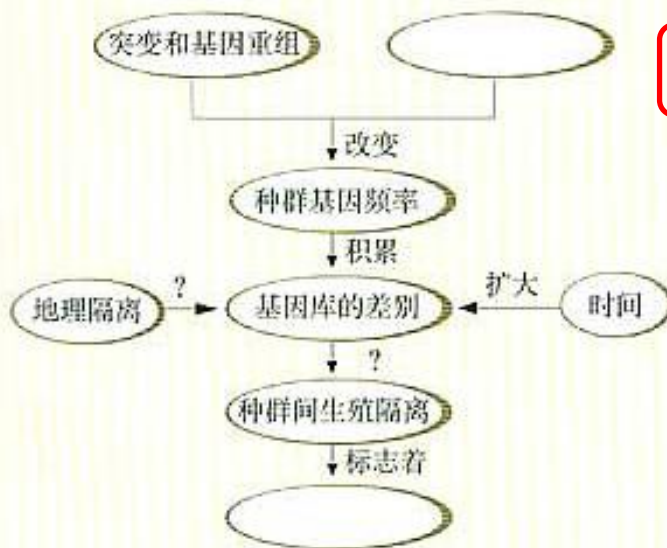 突变和基因重组
改变
种群基因频率
积累
地理隔离
?
基因库的差别
扩大
时间
?
种群间生殖隔离
标志着